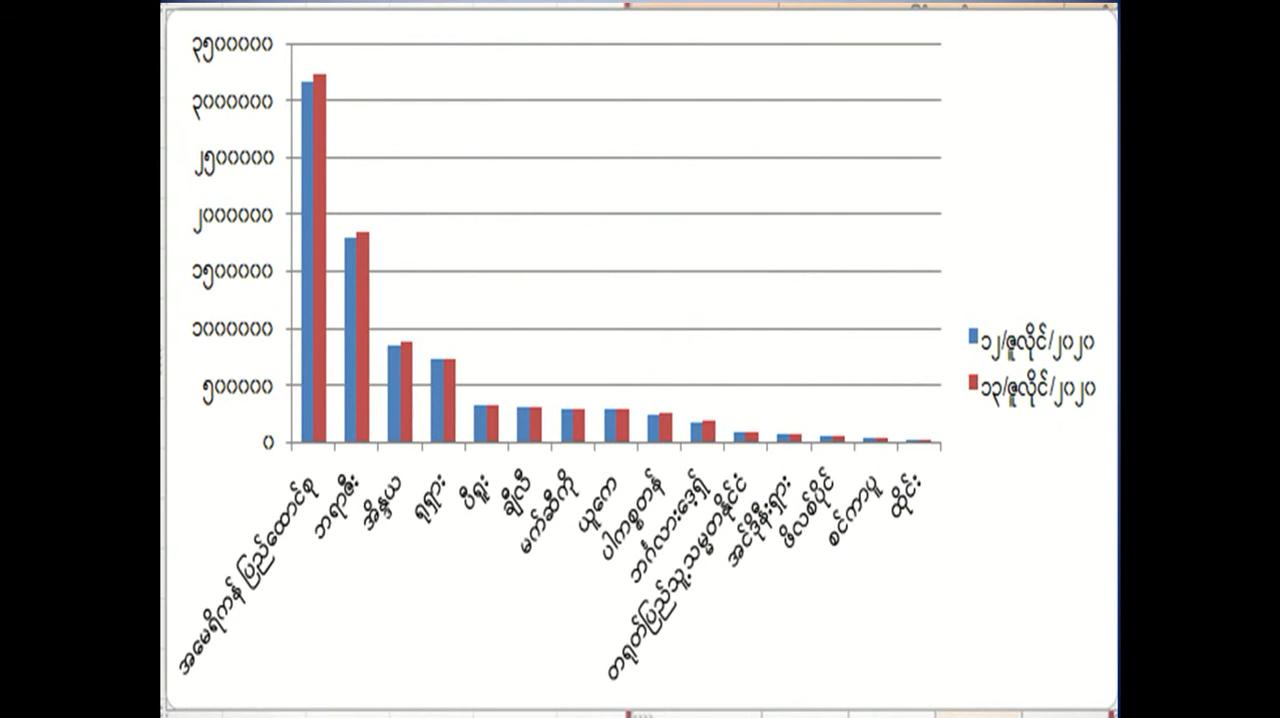 ၃၅၀၀၀၀၀
၃၀၀၀၀၀၀
၂၅၀၀၀၀၀
၂၀၀၀၀၀၀
၁၅၀၀၀၀၀
၁၀၀၀၀၀၀
၅၀၀၀၀၀
၀
အမေရိကန် ပြည်ထောင်စု
ဘရာဇီး
အိန္ဒယ
ရုရှား
ပီရူး
ချီလီ
မက်ဆီကို
ယူကေ
ပါကစ္စတန်
ဘင်္ဂလားဒေ့ရှ်
တရုတ်ပြည်သူ့သမ္မတနိုင်ငံ
အင်ဒိုနီးရှား
ဖိလစ်ပိုင်
စင်ကာပူ
ထိုင်း
၁၂/ဇူလိုင်/၂၀၂၀
၁၃/ဇူလိုင်/၂၀၂၀